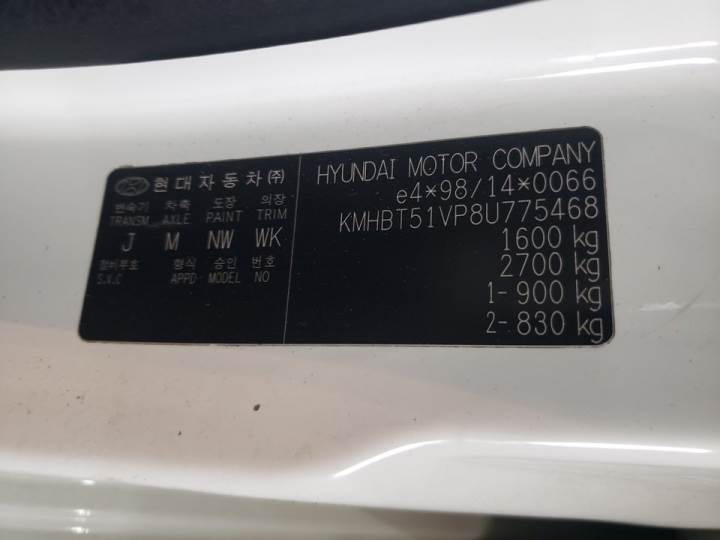 현대자동차㈜
변속기 차축 도장 의장
TRANSM AXLE PAINT TRIM
J M NW WK
형식 승인 번호
S.X.C APPD MODEL NO
HYUNDAI MOTOR COMPANY
e4*98/14*0066
KMHBT51VP8U775468
1600 kg
2700 kg
1- 900 kg
2- 830 kg